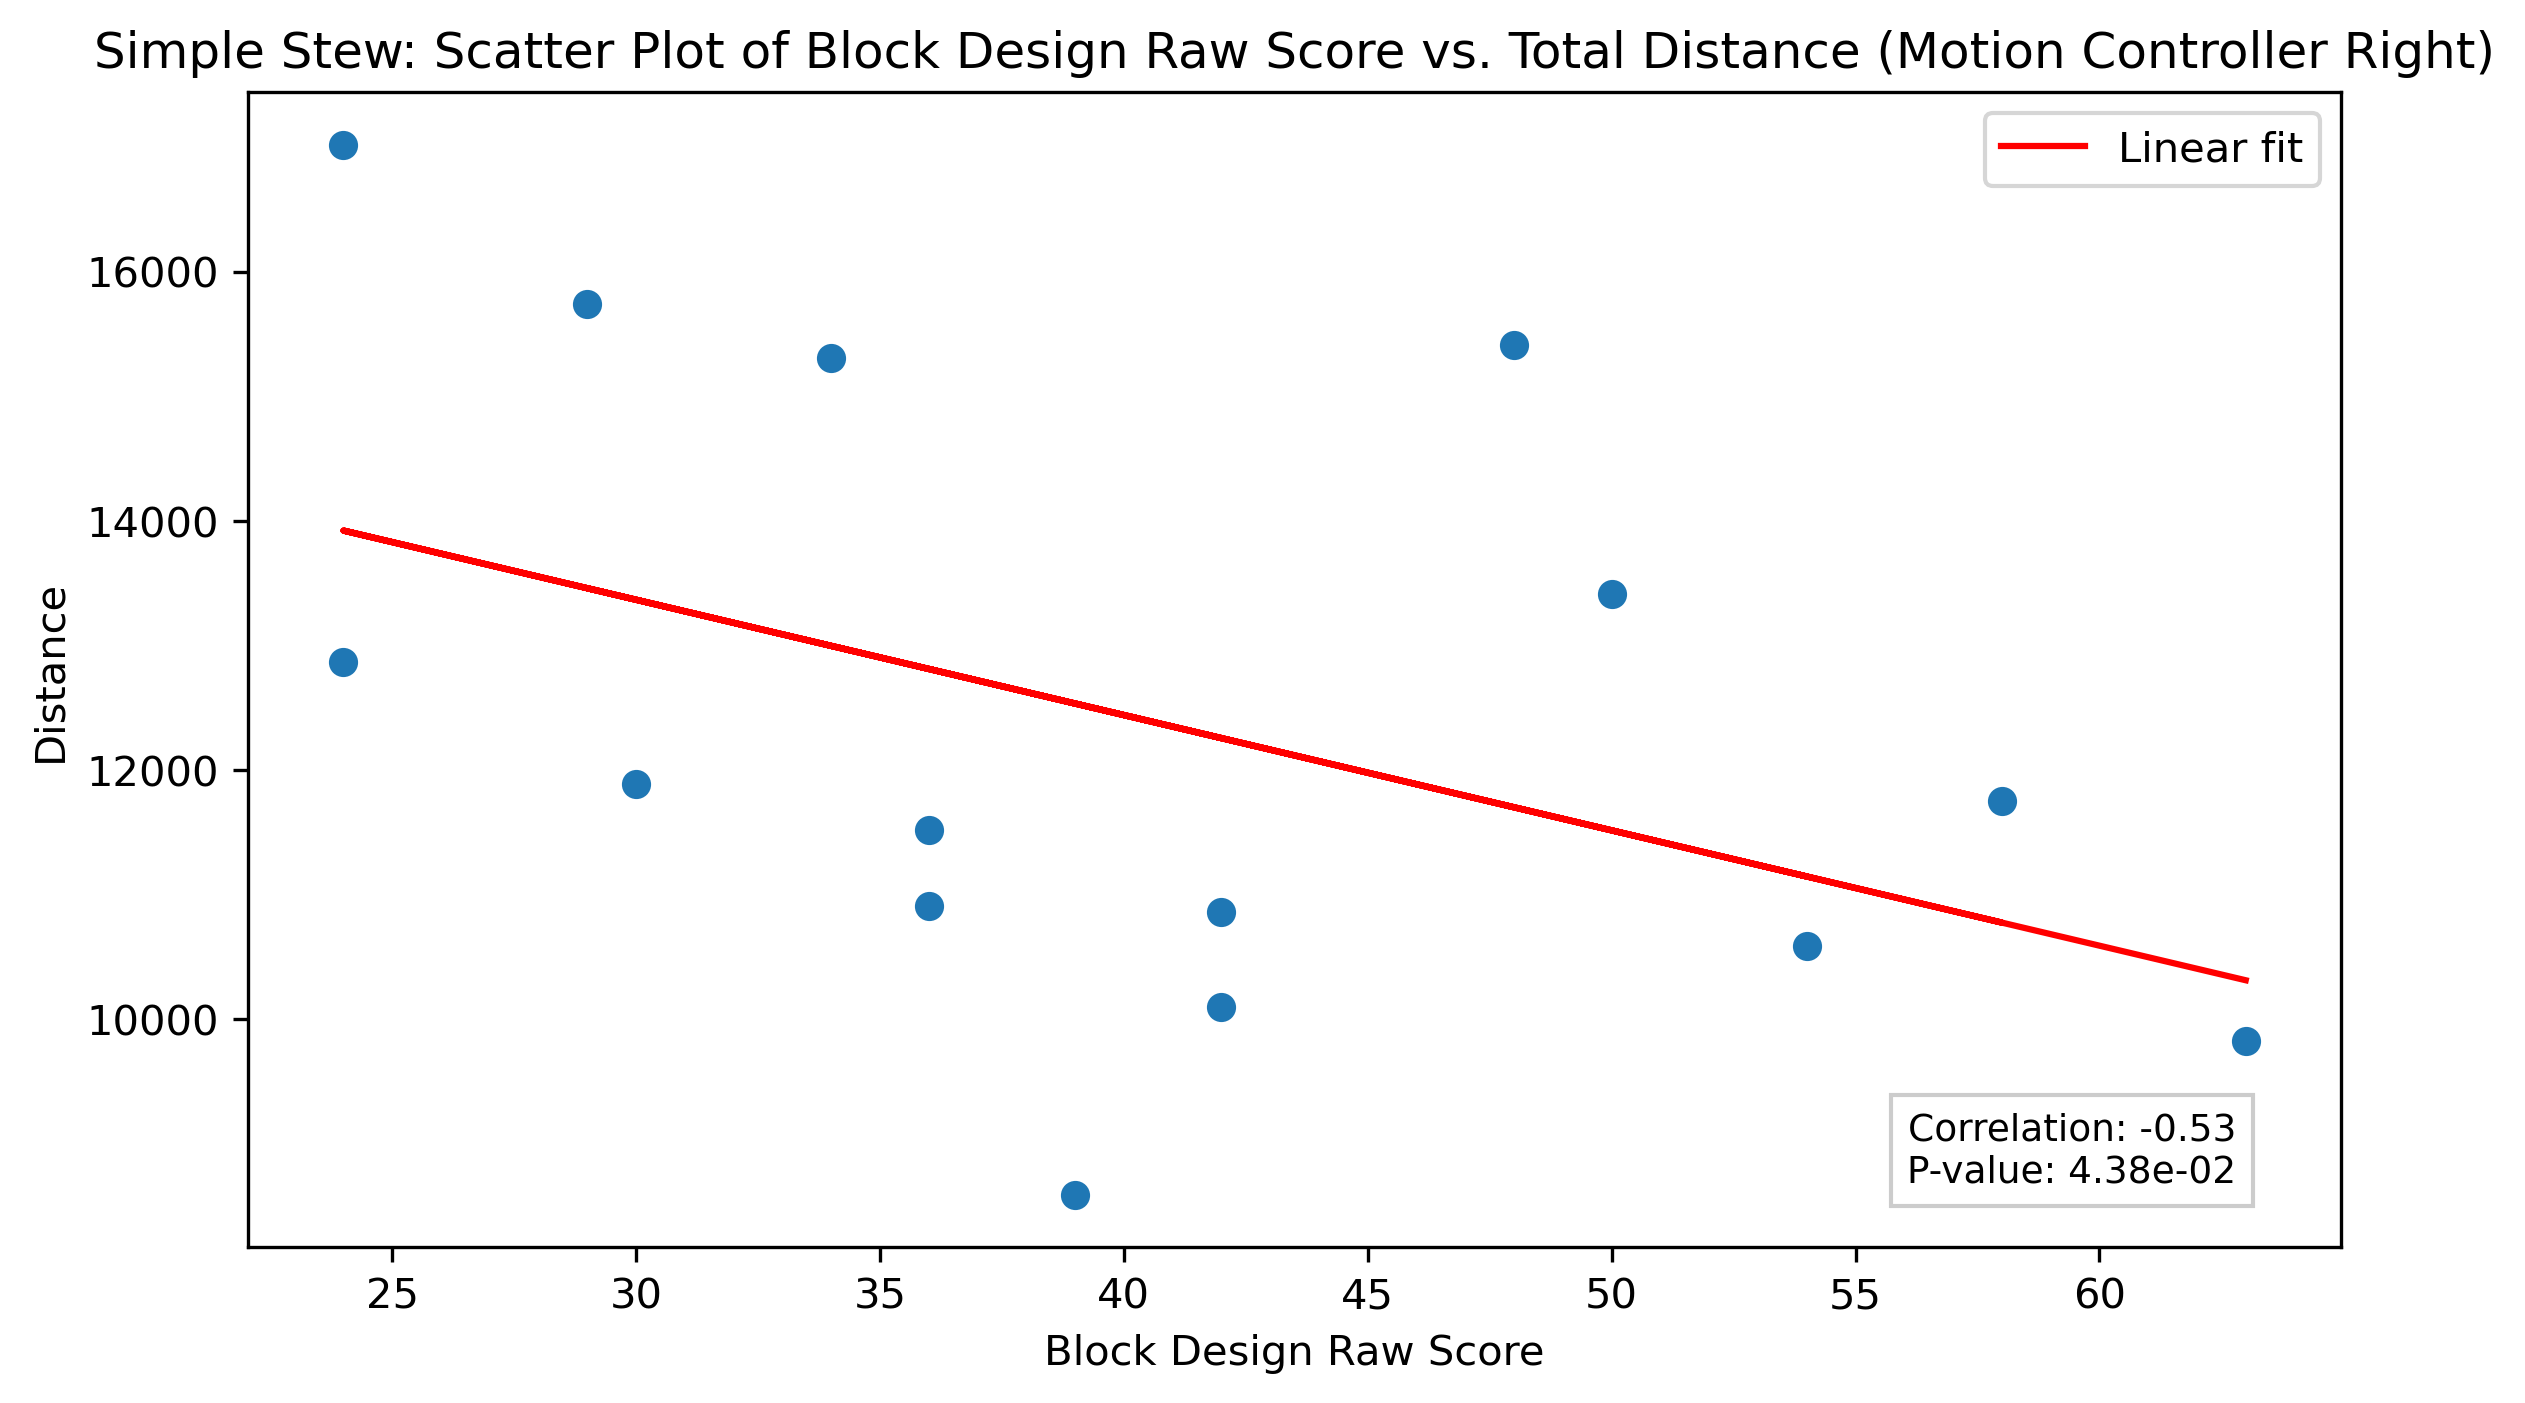 Simple Stew: Scatter Plot of Block Design Raw Score vs. Total Distance (Motion Controller Right)
Linear fit
16000
14000
12000
10000
Distance
Correlation: -0.53
P-value: 4.38e-02
25 30 35 40 45 50 55 60
Block Design Raw Score